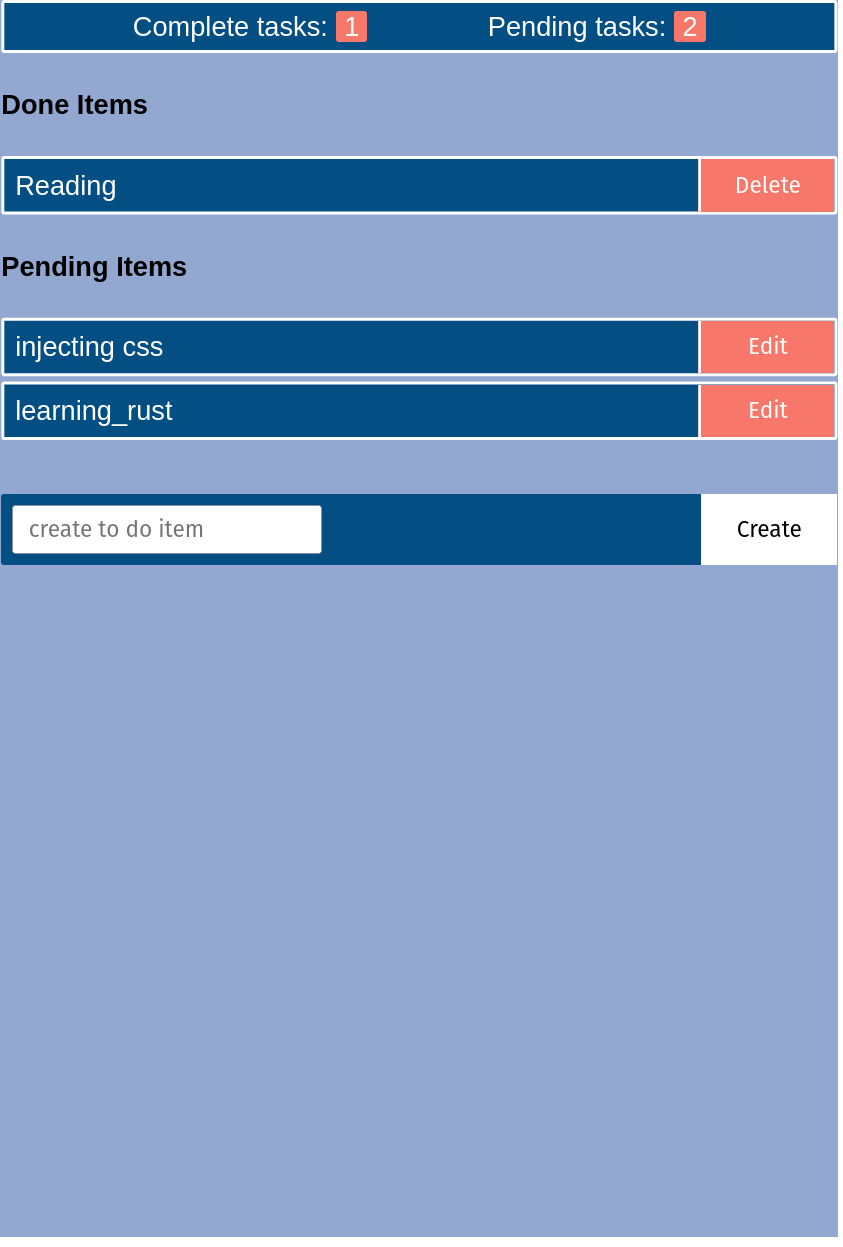 Complete tasks: 1 Pending tasks: 2
Done Items
Reading Delete
Pending Items
injecting css Edit
learning_rust Edit
create to do item Create